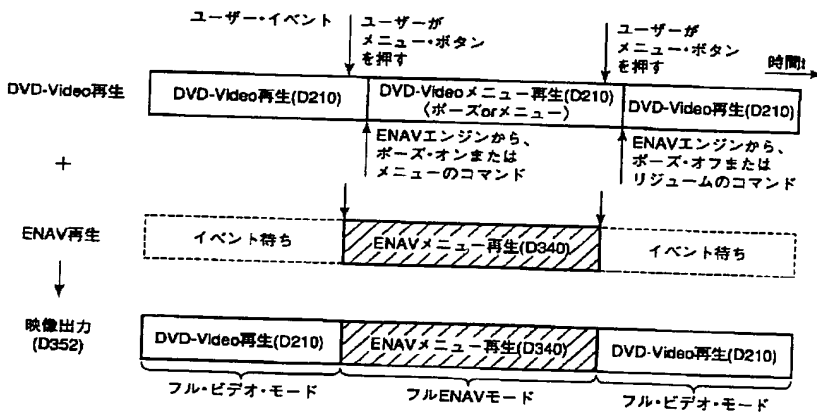 ユーザー・イベント
ユーザーが
メニュー・ボタン
を押す
ユーザーが
メニュー・ボタン
を押す
時間t
DVD-Video再生
DVD-Video再生(D210)
DVD-Videoメニュー再生(D210)
(ポーズorメニュー)
DVD-Video再生(D210)
+
ENAVエンジンから、
ポーズ・オンまたは
メニューのコマンド
ENAVエンジンから、
ポーズ・オフまたは
リジュームのコマンド
ENAV再生
イベント待ち
ENAVメニュー再生(D340)
イベント待ち
映像出力
(D352)
DVD-Video再生(D210)
ENAVメニュー再生(D340)
DVD-Video再生(D210)
フル・ビデオ・モード
フルENAVモード
フル・ビデオ・モード